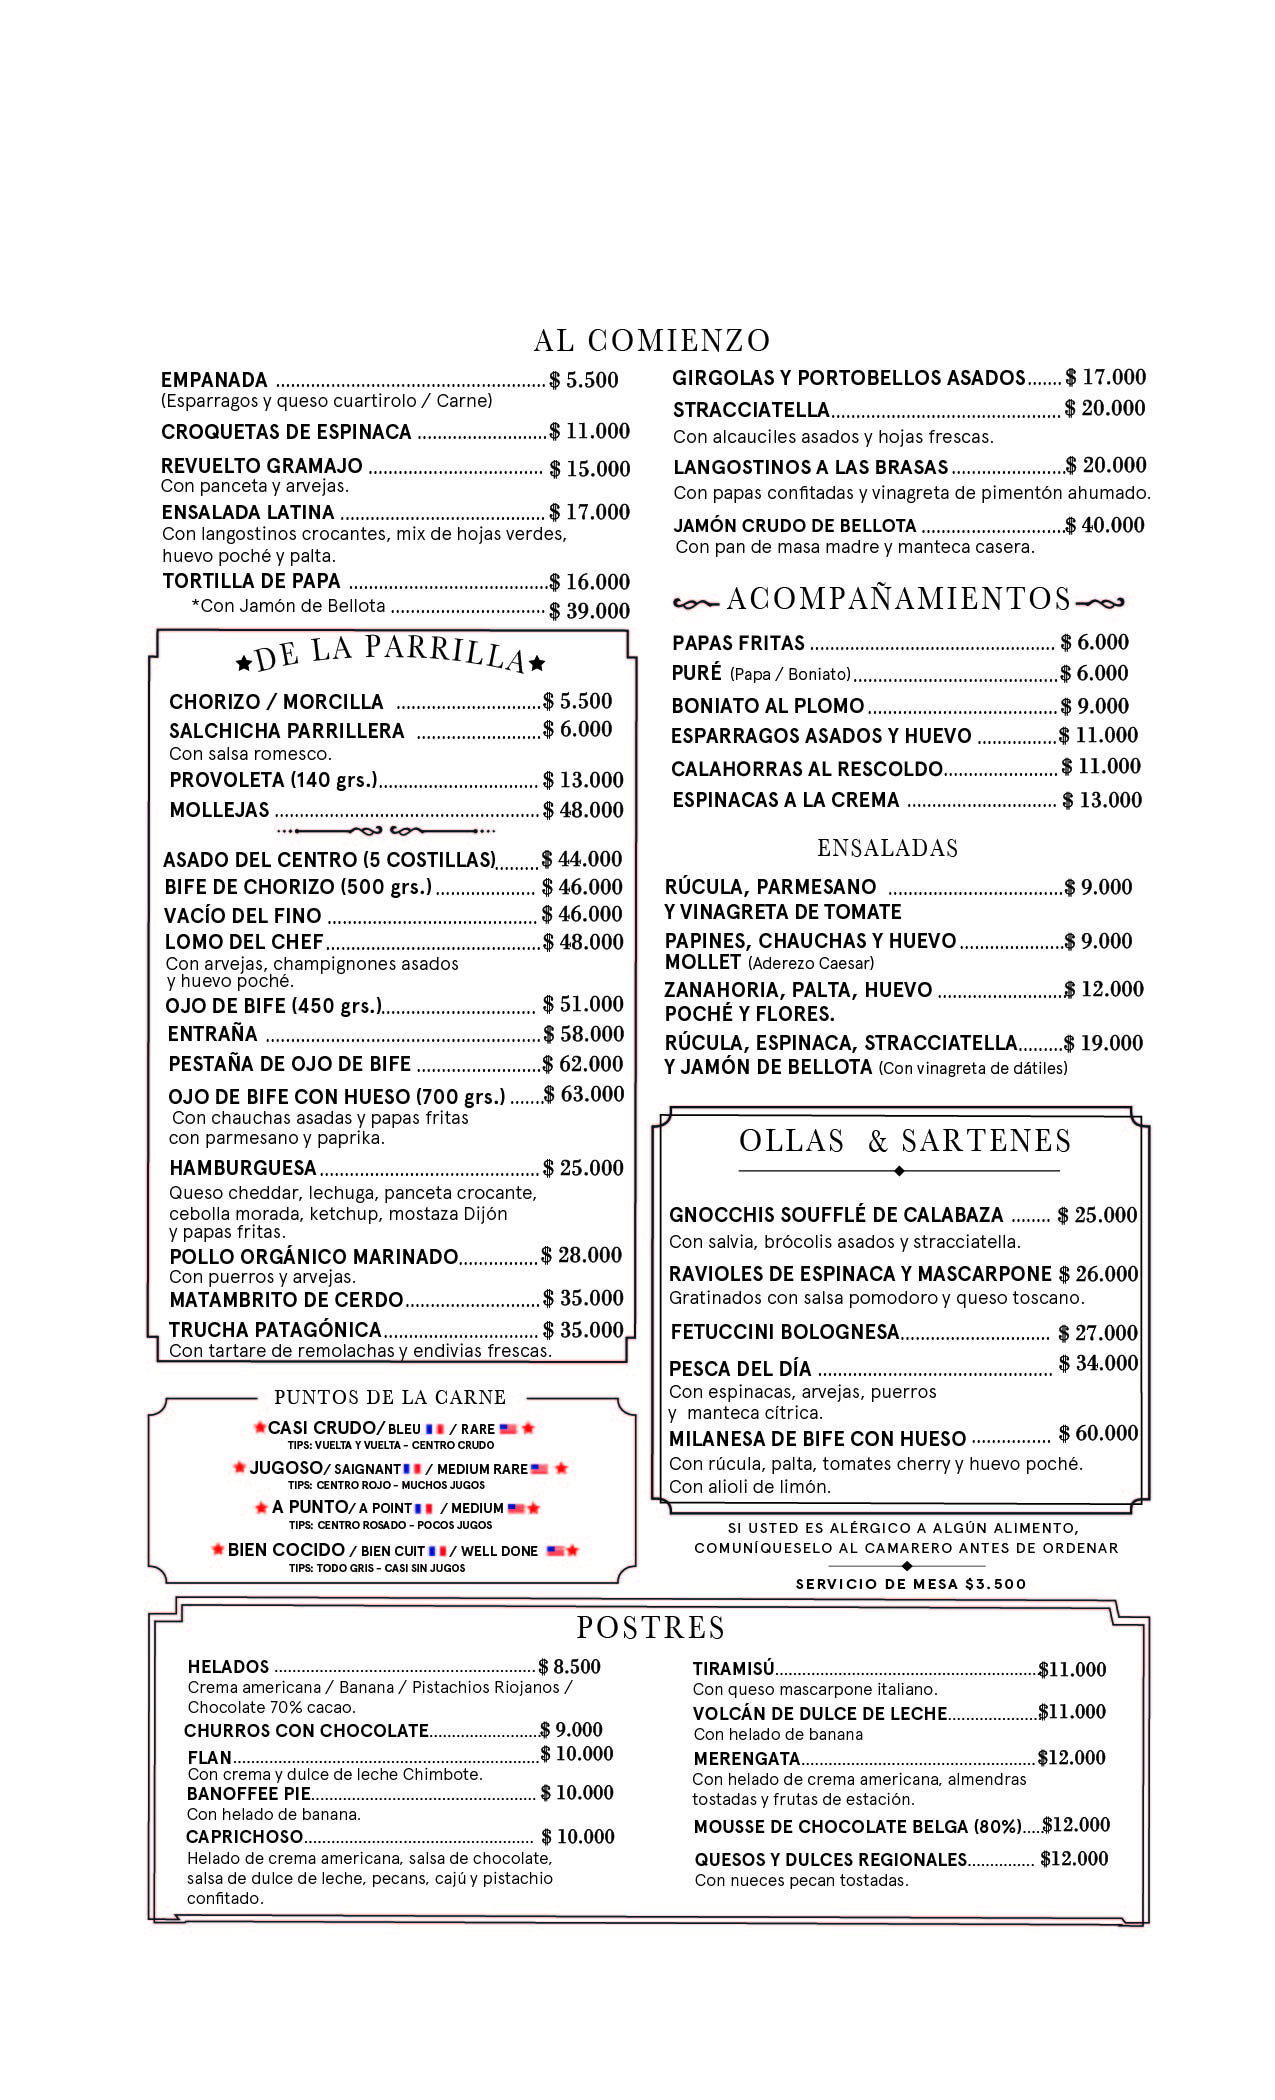 AL COMIENZO
EMPANADA ........ $ 5.500
(Esparragos y queso cuartirolo / Carne)
CROQUETAS DE ESPINACA ........ $ 11.000
REVUELTO GRAMAJO ........ $ 15.000
Con panceta y arvejas.
ENSALADA LATINA ........ $ 17.000
Con langostinos crocantes, mix de hojas verdes,
huevo poché y palta.
TORTILLA DE PAPA ........ $ 16.000
*Con Jamón de Bellota ........ $ 39.000
GIRGOLAS Y PORTOBELLOS ASADOS ....... $ 17.000
STRACCIATELLA ........ $ 20.000
Con alcauciles asados y hojas frescas.
LANGOSTINOS A LAS BRASAS ........ $ 20.000
Con papas confitadas y vinagreta de pimentón ahumado.
JAMÓN CRUDO DE BELLOTA ........ $ 40.000
Con pan de masa madre y manteca casera.
DE LA PARRILLA
CHORIZO / MORCILLA ........ $ 5.500
SALCHICHA PARRILLERA ........ $ 6.000
Con salsa romesco.
PROVOLETA (140 grs.) ........ $ 13.000
MOLLEJAS ........ $ 48.000
ASADO DEL CENTRO (5 COSTILLAS) ........ $ 44.000
BIFE DE CHORIZO (500 grs.) ........ $ 46.000
VACÍO DEL FINO ........ $ 46.000
LOMO DEL CHEF ........ $ 48.000
Con arvejas, champignones asados
y huevo poché.
OJO DE BIFE (450 grs.) ........ $ 51.000
ENTRAÑA ........ $ 58.000
PESTAÑA DE OJO DE BIFE ........ $ 62.000
OJO DE BIFE CON HUESO (700 grs.) ....... $ 63.000
Con chauchas asadas y papas fritas
con parmesano y paprika.
HAMBURGUESA ........ $ 25.000
Queso cheddar, lechuga, panceta crocante,
cebolla morada, ketchup, mostaza Dijón
y papas fritas.
POLLO ORGÁNICO MARINADO ........ $ 28.000
Con puerros y arvejas.
MATAMBRITO DE CERDO ........ $ 35.000
TRUCHA PATAGÓNICA ........ $ 35.000
Con tartare de remolachas y endivias frescas.
PUNTOS DE LA CARNE
CASI CRUDO/ BLEU / RARE
TIPS: VUELTA Y VUELTA - CENTRO CRUDO
JUGOSO/ SAIGNANT / MEDIUM RARE
TIPS: CENTRO ROJO - MUCHOS JUGOS
A PUNTO/ A POINT / MEDIUM
TIPS: CENTRO ROSADO - POCOS JUGOS
BIEN COCIDO / BIEN CUIT / WELL DONE
TIPS: TODO GRIS - CASI SIN JUGOS
ACOMPAÑAMIENTOS
PAPAS FRITAS ........ $ 6.000
PURÉ (Papa / Boniato) ........ $ 6.000
BONIATO AL PLOMO ........ $ 9.000
ESPARRAGOS ASADOS Y HUEVO ........ $ 11.000
CALAHORRAS AL RESCOLDO ........ $ 11.000
ESPINACAS A LA CREMA ........ $ 13.000
ENSALADAS
RÚCULA, PARMESANO ........ $ 9.000
Y VINAGRETA DE TOMATE
PAPINES, CHAUCHAS Y HUEVO ........ $ 9.000
MOLLET (Aderezo Caesar)
ZANAHORIA, PALTA, HUEVO ........ $ 12.000
POCHÉ Y FLORES.
RÚCULA, ESPINACA, STRACCIATELLA ........ $ 19.000
Y JAMÓN DE BELLOTA (Con vinagreta de dátiles)
OLLAS & SARTENES
GNOCCHIS SOUFFLÉ DE CALABAZA ........ $ 25.000
Con salvia, brócolis asados y stracciatella.
RAVIOLES DE ESPINACA Y MASCARPONE $ 26.000
Gratinados con salsa pomodoro y queso toscano.
FETUCCINI BOLOGNESA ........ $ 27.000
PESCA DEL DÍA ........ $ 34.000
Con espinacas, arvejas, puerros
y manteca cítrica.
MILANESA DE BIFE CON HUESO ........ $ 60.000
Con rúcula, palta, tomates cherry y huevo poché.
Con alioli de limón.
SI USTED ES ALÉRGICO A ALGÚN ALIMENTO,
COMUNÍQUESELO AL CAMARERO ANTES DE ORDENAR
SERVICIO DE MESA $3.500
POSTRES
HELADOS ........ $ 8.500
Crema americana / Banana / Pistachios Riojanos /
Chocolate 70% cacao.
CHURROS CON CHOCOLATE ........ $ 9.000
FLAN ........ $ 10.000
Con crema y dulce de leche Chimbote.
BANOFFEE PIE ........ $ 10.000
Con helado de banana.
CAPRICHOSO ........ $ 10.000
Helado de crema americana, salsa de chocolate,
salsa de dulce de leche, pecans, cajú y pistachio
confitado.
TIRAMISÚ ........ $11.000
Con queso mascarpone italiano.
VOLCÁN DE DULCE DE LECHE ........ $11.000
Con helado de banana
MERENGATA ........ $12.000
Con helado de crema americana, almendras
tostadas y frutas de estación.
MOUSSE DE CHOCOLATE BELGA (80%) .... $12.000
QUESOS Y DULCES REGIONALES ........ $12.000
Con nueces pecan tostadas.